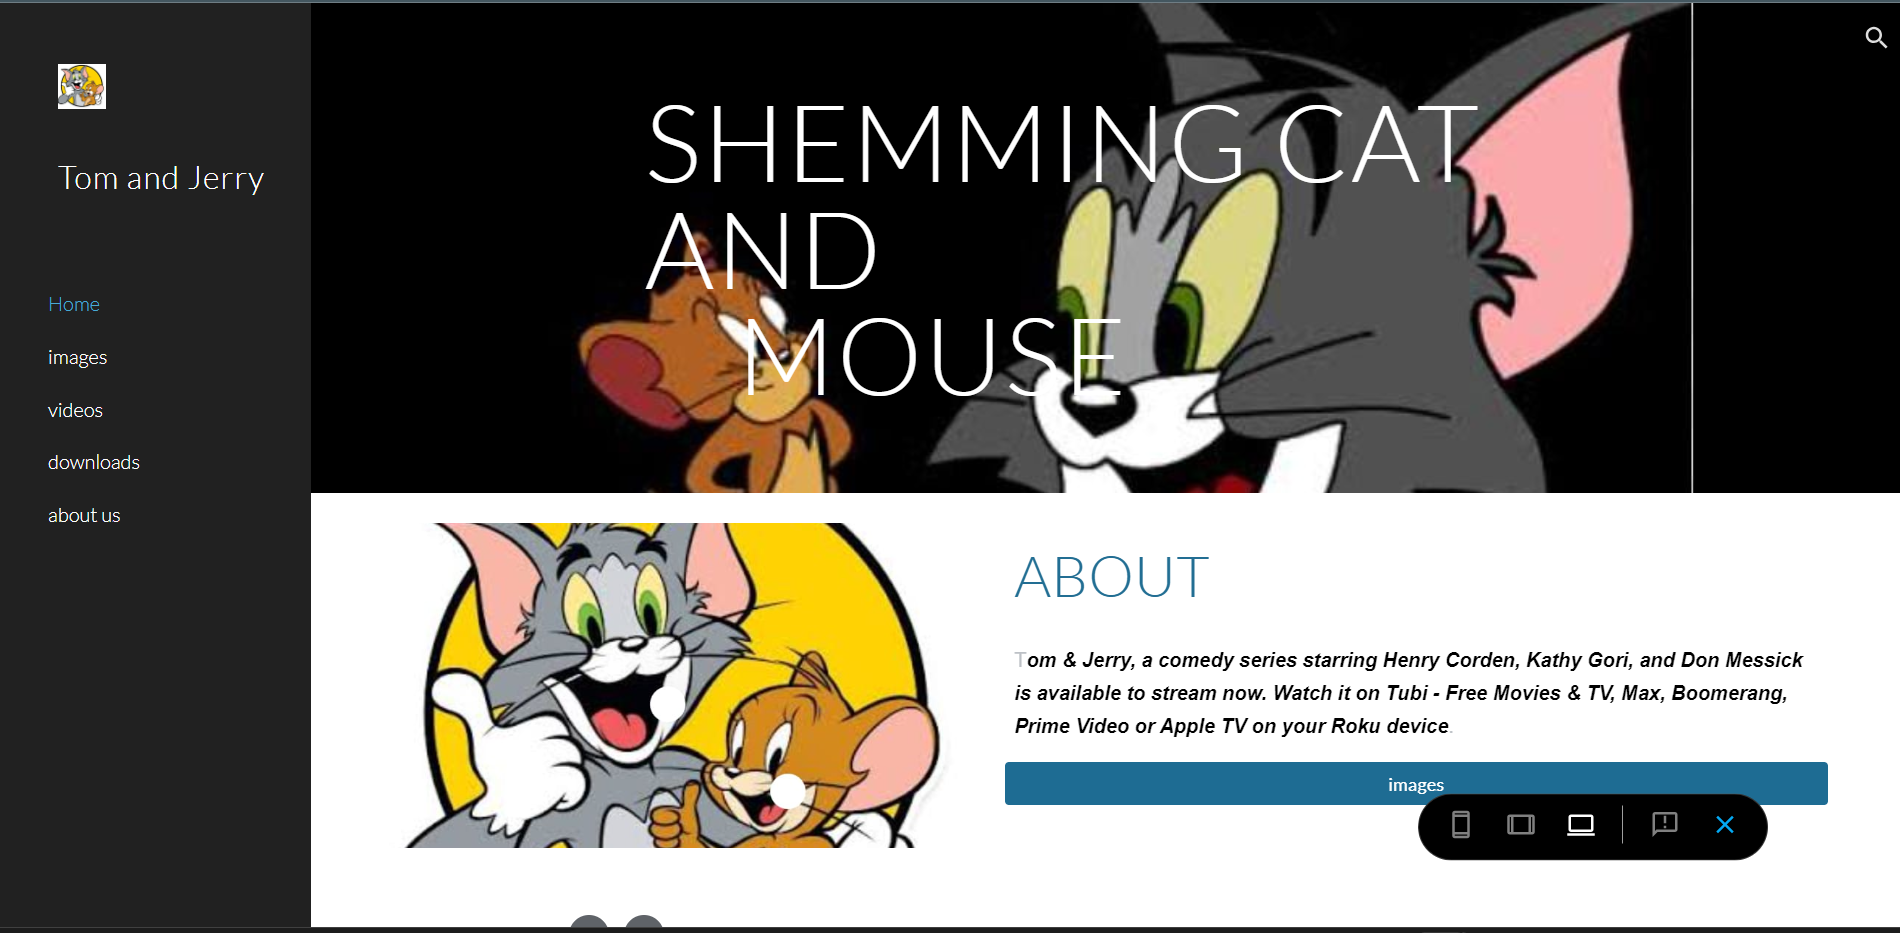 Tom and Jerry
Home
images
videos
downloads
about us
SHEMMING CAT
AND
MOUSE
ABOUT
Tom & Jerry, a comedy series starring Henry Corden, Kathy Gori, and Don Messick
is available to stream now. Watch it on Tubi - Free Movies & TV, Max, Boomerang,
Prime Video or Apple TV on your Roku device.
images